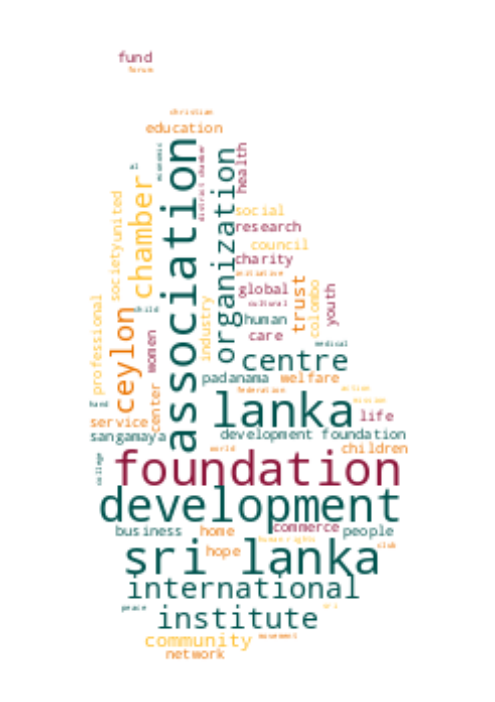 fund
forum
christian
education
association
economic
district chamber
organization
health
al
chamber
united
society
social
research
council
charity
initiative
global
cultural
trust
colombo
youth
professional
ceylon
child
women
industry
human
care
medical
centre
padanama
welfare
federation
action
mission
hand
center
lanka
life
service
sangamaya
development foundation
children
world
college
foundation
development
business
home
commerce
people
human rights
club
sri lanka
hope
international
peace
institute
sri
community
movement
network